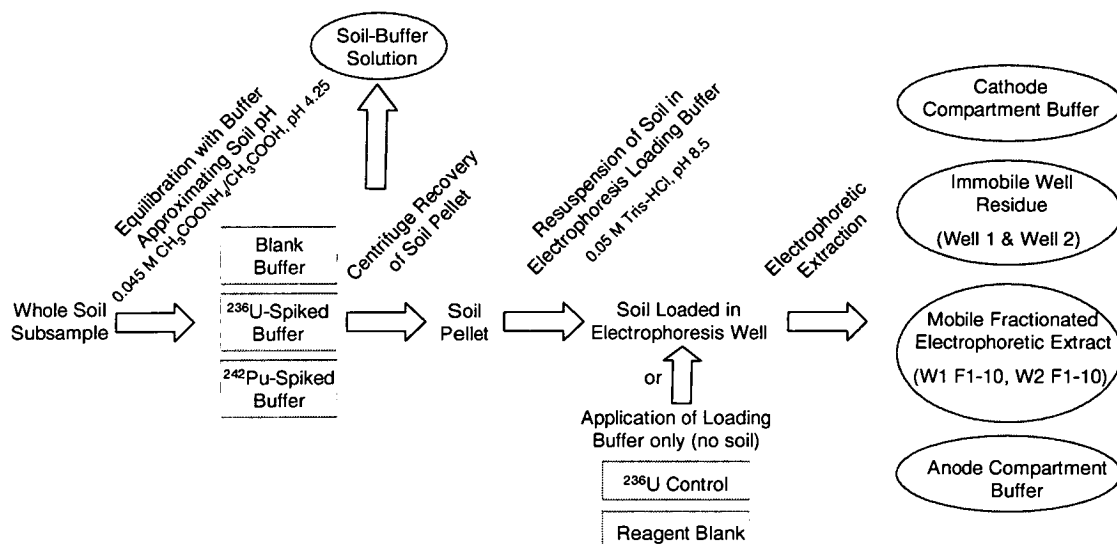 Soil-Buffer
Solution
Equilibration with Buffer
Approximating Soil pH
0.045 M CH₃COONH₄/CH₃COOH, pH 4.25
Whole Soil
Subsample
Blank
Buffer
²³⁶U-Spiked
Buffer
²⁴²Pu-Spiked
Buffer
Centrifuge Recovery
of Soil Pellet
Soil
Pellet
Resuspension of Soil in
Electrophoresis Loading Buffer
0.05 M Tris-HCl, pH 8.5
Soil Loaded in
Electrophoresis Well
or
Application of Loading
Buffer only (no soil)
²³⁶U Control
Reagent Blank
Electrophoretic
Extraction
Cathode
Compartment Buffer
Immobile Well
Residue
(Well 1 & Well 2)
Mobile Fractionated
Electrophoretic Extract
(W1 F1-10, W2 F1-10)
Anode Compartment
Buffer